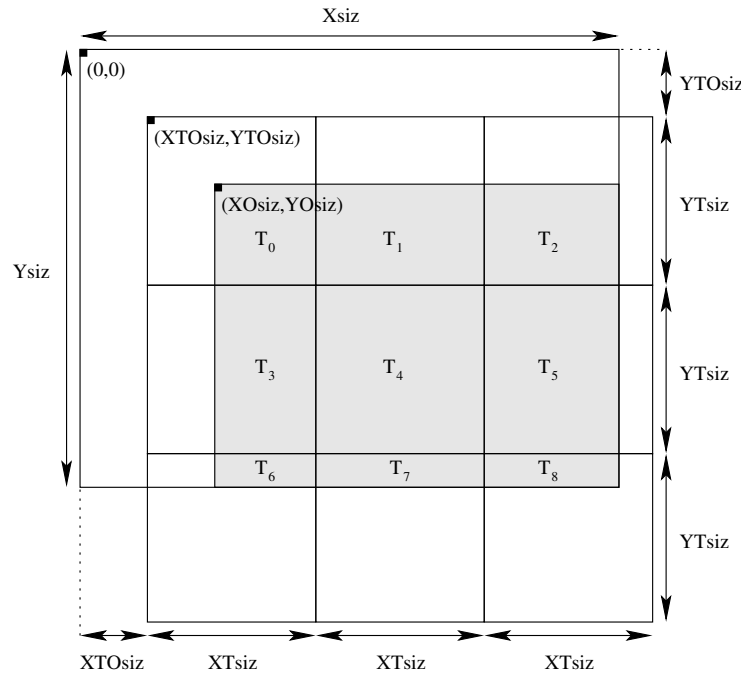 Xsiz
(0,0)
YTOsiz
(XTOsiz,YTOsiz)
(XOsiz,YOsiz)
YTsiz
T0 T1 T2
Ysiz
T3 T4 T5
YTsiz
T6 T7 T8
YTsiz
XTOsiz XTsiz XTsiz XTsiz